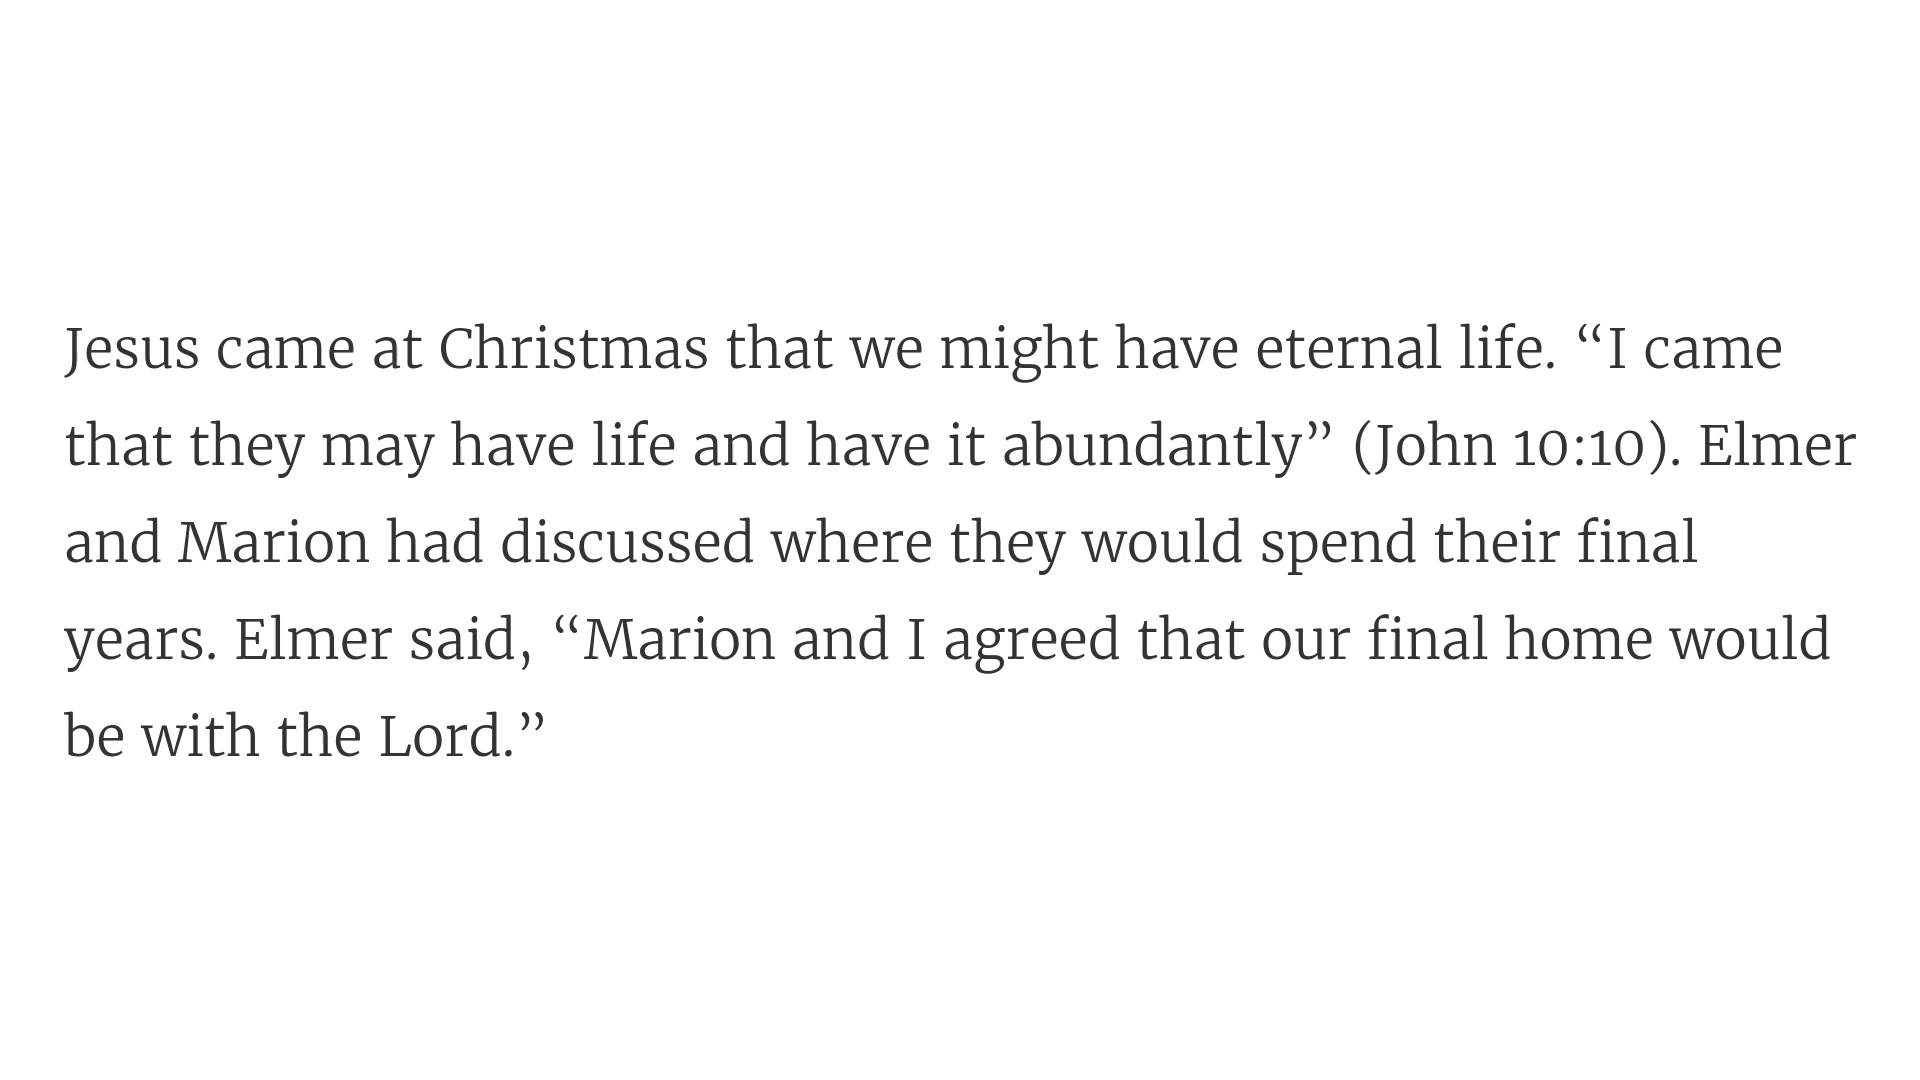 Jesus came at Christmas that we might have eternal life. “I came
that they may have life and have it abundantly” (John 10:10). Elmer
and Marion had discussed where they would spend their final
years. Elmer said, “Marion and I agreed that our final home would
be with the Lord.”